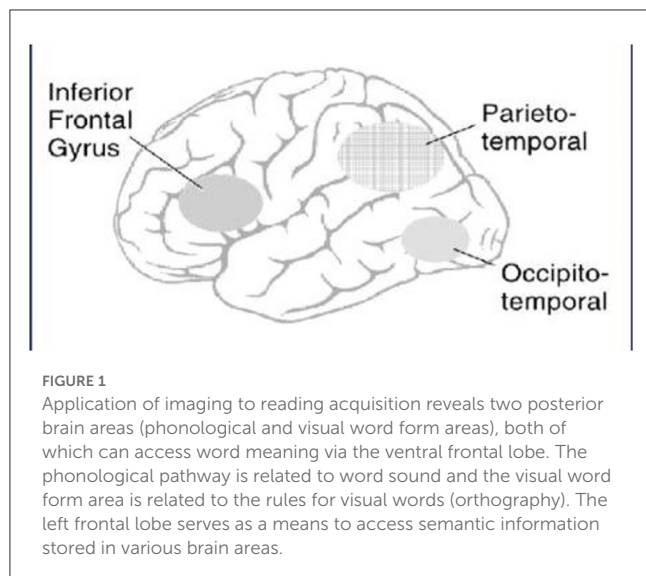 Inferior
Frontal
Gyrus
Parieto-
temporal
Occipito-
temporal
FIGURE 1
Application of imaging to reading acquisition reveals two posterior
brain areas (phonological and visual word form areas), both of
which can access word meaning via the ventral frontal lobe. The
phonological pathway is related to word sound and the visual word
form area is related to the rules for visual words (orthography). The
left frontal lobe serves as a means to access semantic information
stored in various brain areas.